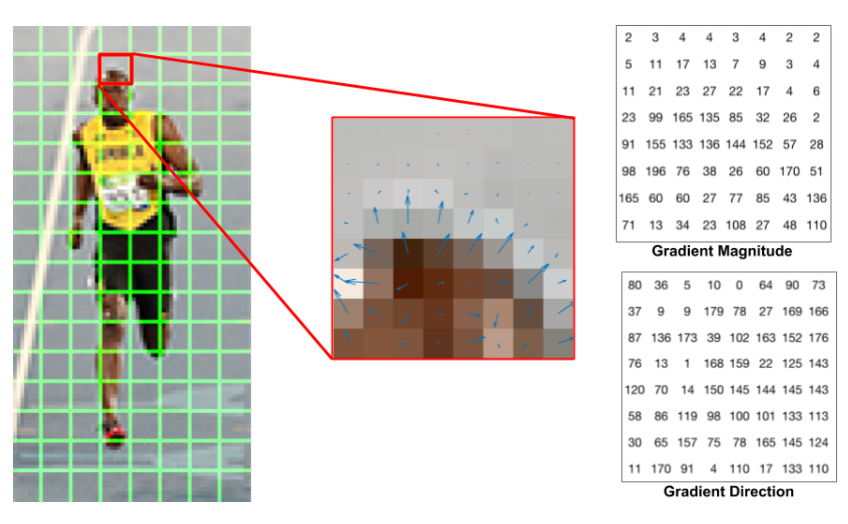 2 3 4 4 3 4 2 2
5 11 17 13 7 9 3 4
11 21 23 27 22 17 4 6
23 99 165 135 85 32 26 2
91 155 133 136 144 152 57 28
98 196 76 38 26 60 170 51
165 60 60 27 77 85 43 136
71 13 34 23 108 27 48 110
Gradient Magnitude
80 36 5 10 0 64 90 73
37 9 9 179 78 27 169 166
87 136 173 39 102 163 152 176
76 13 1 168 159 22 125 143
120 70 14 150 145 144 145 143
58 86 119 98 100 101 133 113
30 65 157 75 78 165 145 124
11 170 91 4 110 17 133 110
Gradient Direction